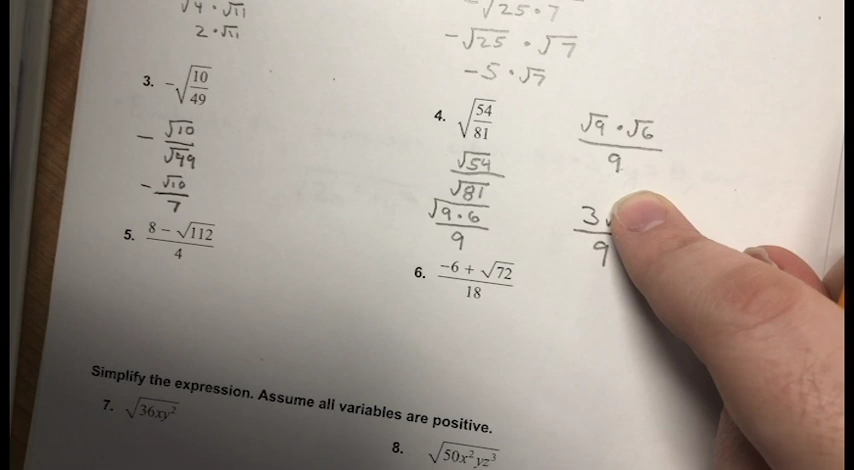 √4 · √11
2 · √11
-√25 · 7
-√25 · √7
-5 · √7
3. -√(10/49)
- √10/√49
- √10/7
4. √(54/81)
√54/√81
√(9 · 6)/9
√9 · √6/9
3/9
5. (8 - √112)/4
6. (-6 + √72)/18
Simplify the expression. Assume all variables are positive.
7. √(36xy²)
8. √(50x²yz³)